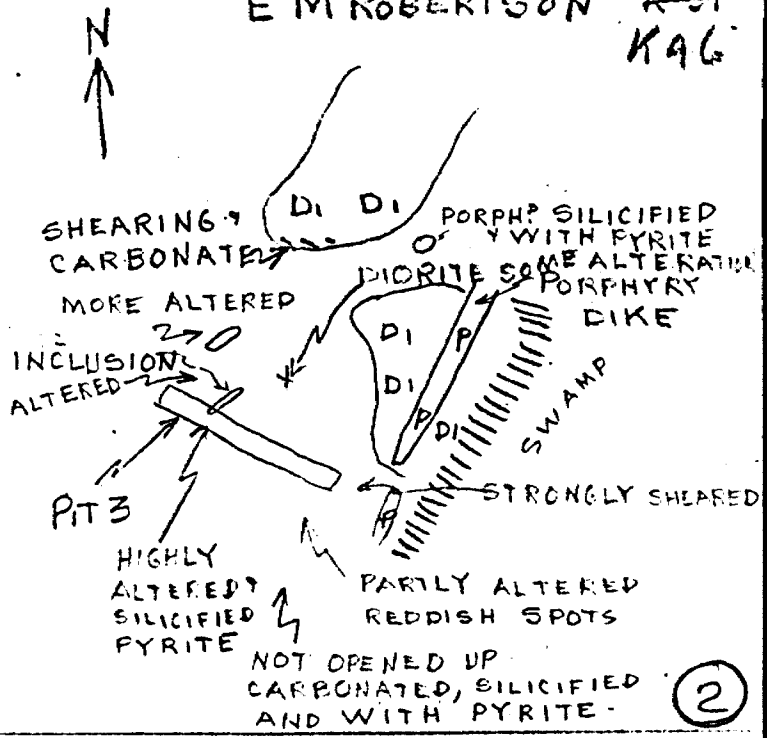 E M ROBERTSON
KA6
N
DI DI
SHEARING &
CARBONATE
PORPH? SILICIFIED
& WITH PYRITE
DIORITE SOME ALTERATION
PORPHYRY
DIKE
MORE ALTERED
INCLUSION
ALTERED
DI
DI
P
P
DI
SWAMP
PIT 3
STRONGLY SHEARED
P
HIGHLY
ALTERED &
SILICIFIED
PYRITE
PARTLY ALTERED
REDDISH SPOTS
NOT OPENED UP
CARBONATED, SILICIFIED
AND WITH PYRITE.
2